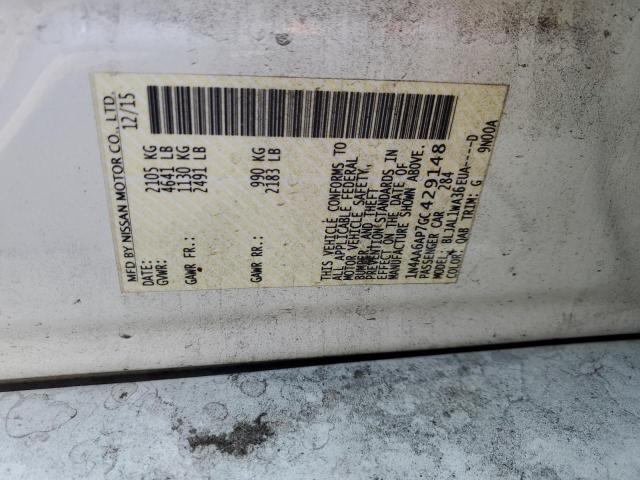 MFD BY NISSAN MOTOR CO., LTD.
DATE: 12/15
GVWR: 2105 KG
4641 LB
GAWR FR.: 1130 KG
2491 LB
GAWR RR.: 990 KG
2183 LB
THIS VEHICLE CONFORMS TO
ALL APPLICABLE FEDERAL
MOTOR VEHICLE SAFETY,
BUMPER, AND THEFT
PREVENTION STANDARDS IN
EFFECT ON THE DATE OF
MANUFACTURE SHOWN ABOVE.
1N4AA6AP7GC429148
PASSENGER CAR 284
MODEL: BLJAL1WA36EUA----D
COLOR: QAB TRIM: G 9N00A